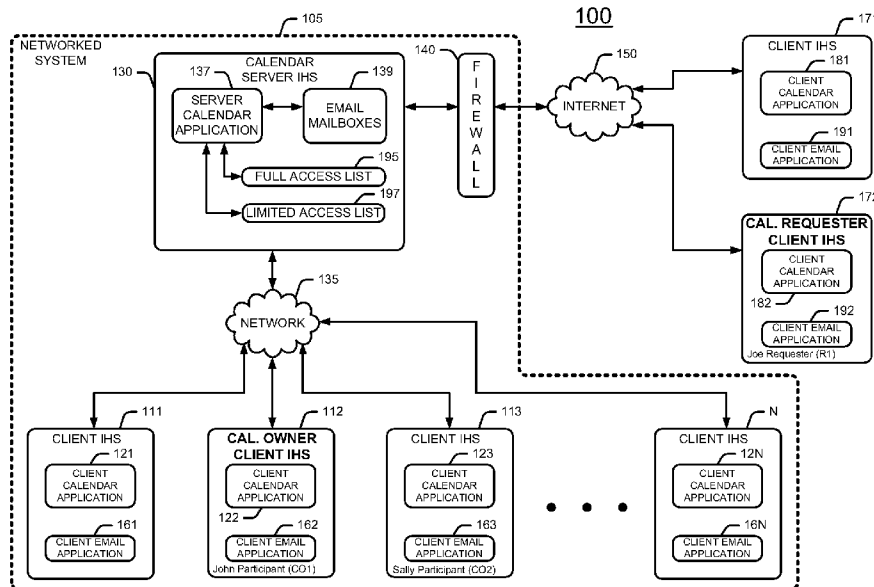 100
105
NETWORKED
SYSTEM
130
CALENDAR
SERVER IHS
137
SERVER
CALENDAR
APPLICATION
139
EMAIL
MAILBOXES
195
FULL ACCESS LIST
197
LIMITED ACCESS LIST
140
FIREWALL
150
INTERNET
171
CLIENT IHS
181
CLIENT
CALENDAR
APPLICATION
191
CLIENT EMAIL
APPLICATION
172
CAL. REQUESTER
CLIENT IHS
CLIENT
CALENDAR
APPLICATION
182
192
CLIENT EMAIL
APPLICATION
Joe Requester (R1)
135
NETWORK
111
CLIENT IHS
121
CLIENT
CALENDAR
APPLICATION
161
CLIENT EMAIL
APPLICATION
112
CAL. OWNER
CLIENT IHS
CLIENT
CALENDAR
APPLICATION
122
162
CLIENT EMAIL
APPLICATION
John Participant (CO1)
113
CLIENT IHS
123
CLIENT
CALENDAR
APPLICATION
163
CLIENT EMAIL
APPLICATION
Sally Participant (CO2)
N
CLIENT IHS
12N
CLIENT
CALENDAR
APPLICATION
16N
CLIENT EMAIL
APPLICATION